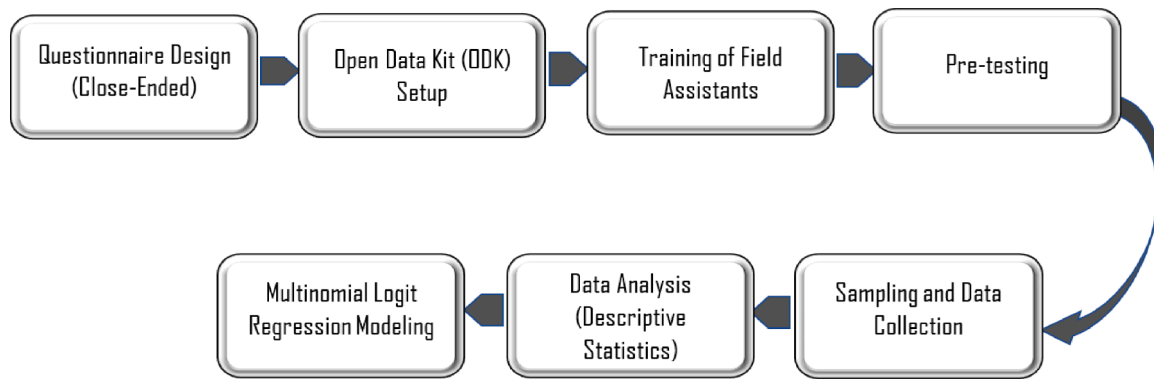 Questionnaire Design
(Close-Ended)
Open Data Kit (ODK)
Setup
Training of Field
Assistants
Pre-testing
Sampling and Data
Collection
Data Analysis
(Descriptive
Statistics)
Multinomial Logit
Regression Modeling